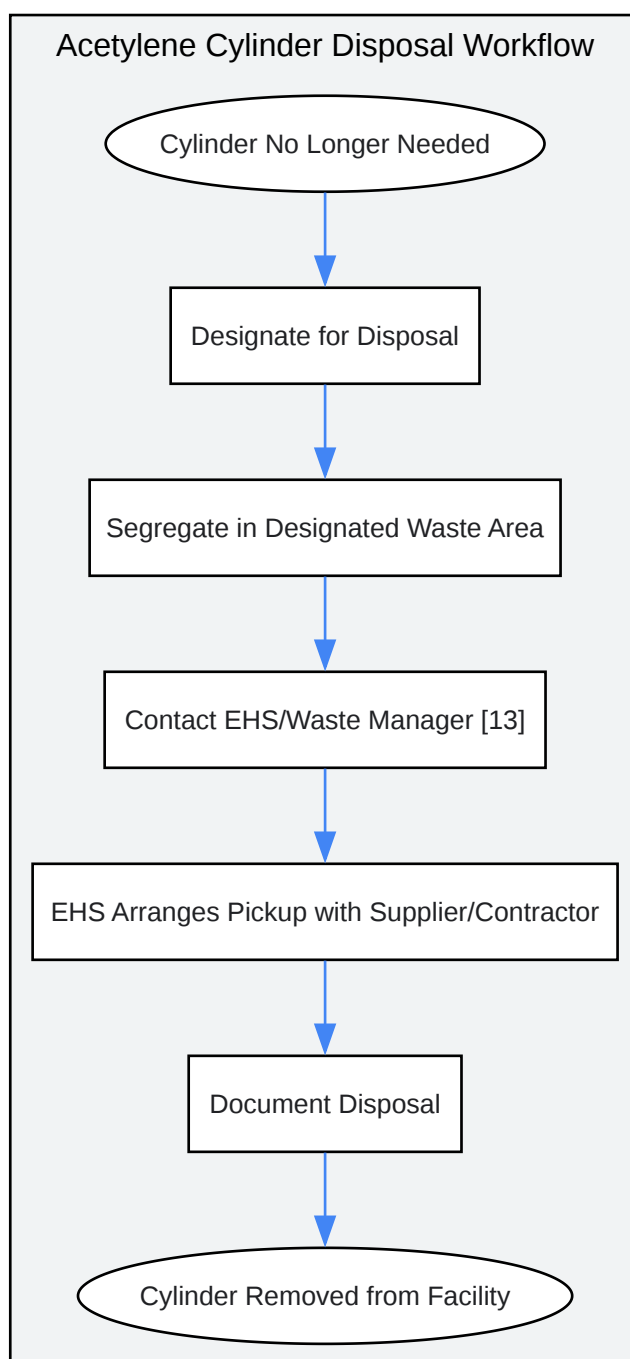 Acetylene Cylinder Disposal Workflow
Cylinder No Longer Needed
Designate for Disposal
Segregate in Designated Waste Area
Contact EHS/Waste Manager [13]
EHS Arranges Pickup with Supplier/Contractor
Document Disposal
Cylinder Removed from Facility